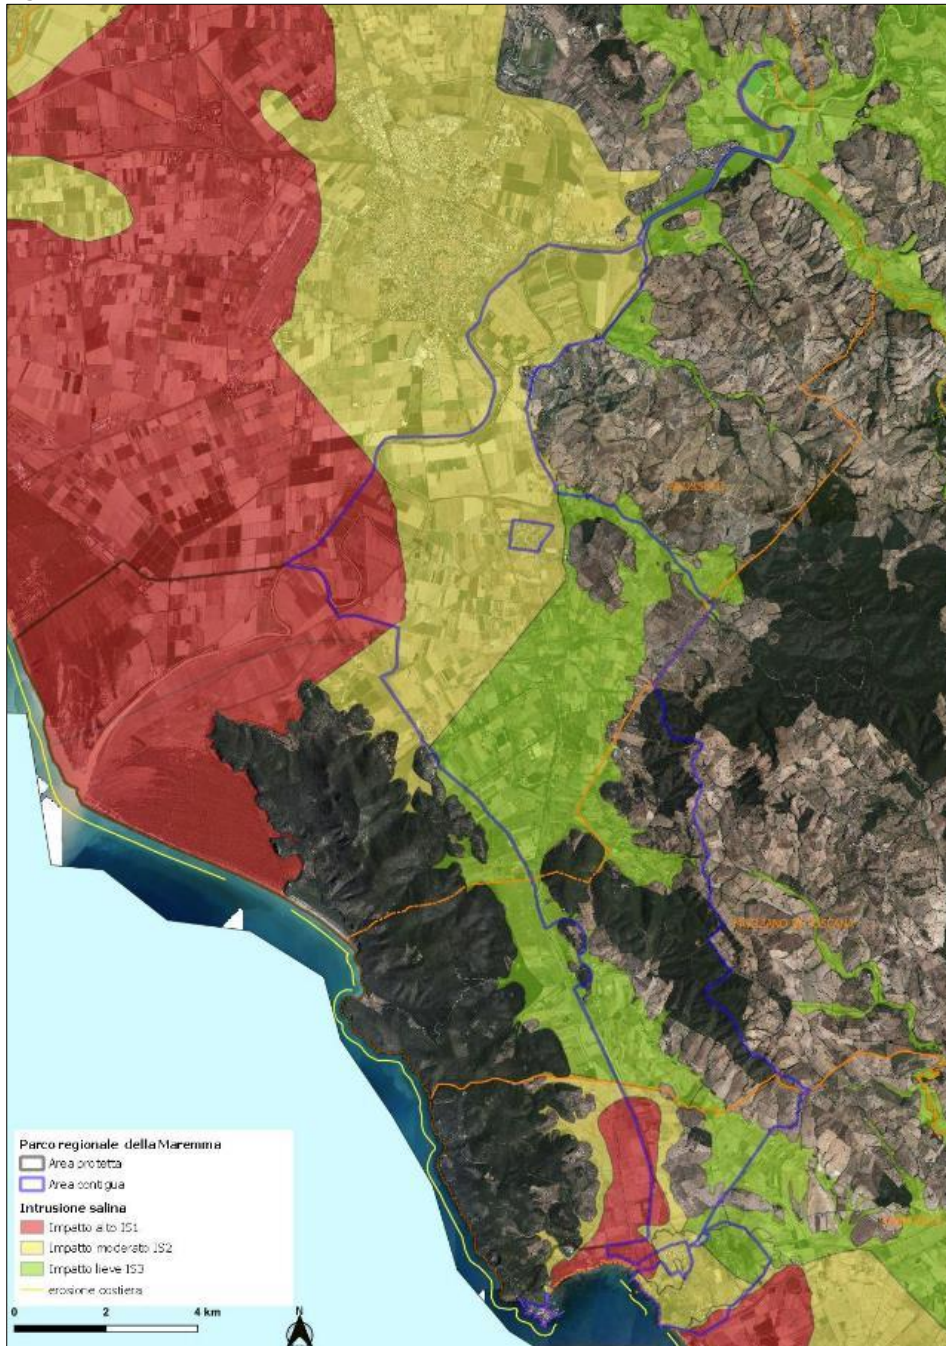 Parco regionale della Maremma
Area protetta
Area contigua
Intrusione salina
Impatto alto IS1
Impatto moderato IS2
Impatto lieve IS3
erosione costiera
0 2 4 km
N